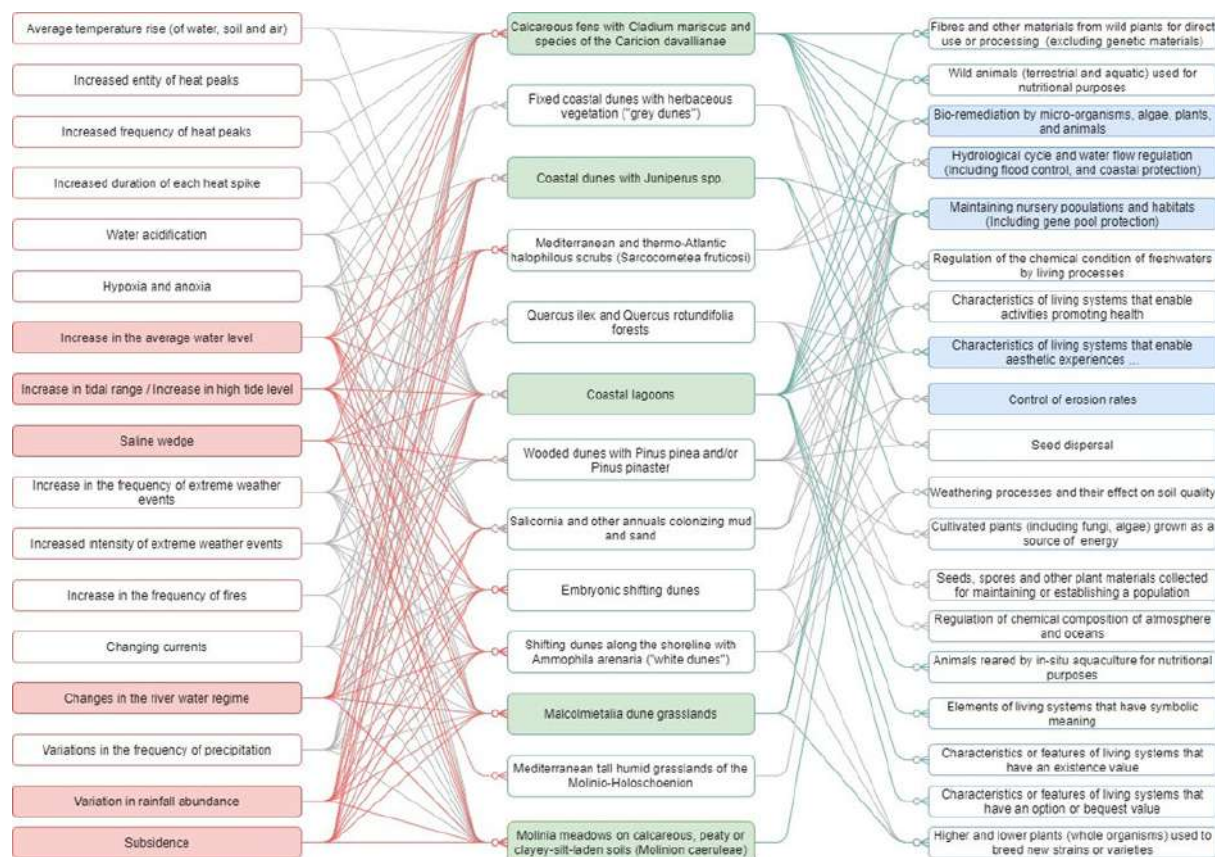 Average temperature rise (of water, soil and air)
Increased entity of heat peaks
Increased frequency of heat peaks
Increased duration of each heat spike
Water acidification
Hypoxia and anoxia
Increase in the average water level
Increase in tidal range / Increase in high tide level
Saline wedge
Increase in the frequency of extreme weather
events
Increased intensity of extreme weather events
Increase in the frequency of fires
Changing currents
Changes in the river water regime
Variations in the frequency of precipitation
Variation in rainfall abundance
Subsidence
Calcareous fens with Cladium mariscus and
species of the Caricion davallianae
Fixed coastal dunes with herbaceous
vegetation ("grey dunes")
Coastal dunes with Juniperus spp.
Mediterranean and thermo-Atlantic
halophilous scrubs (Sarcocornetea fruticosi)
Quercus ilex and Quercus rotundifolia
forests
Coastal lagoons
Wooded dunes with Pinus pinea and/or
Pinus pinaster
Salicornia and other annuals colonizing mud
and sand
Embryonic shifting dunes
Shifting dunes along the shoreline with
Ammophila arenaria ("white dunes")
Malcolmietalia dune grasslands
Mediterranean tall humid grasslands of the
Molinio-Holoschoenion
Molinia meadows on calcareous, peaty or
clayey-silt-laden soils (Molinion caeruleae)
Fibres and other materials from wild plants for direct
use or processing (excluding genetic materials)
Wild animals (terrestrial and aquatic) used for
nutritional purposes
Bio-remediation by micro-organisms, algae, plants,
and animals
Hydrological cycle and water flow regulation
(Including flood control, and coastal protection)
Maintaining nursery populations and habitats
(Including gene pool protection)
Regulation of the chemical condition of freshwaters
by living processes
Characteristics of living systems that enable
activities promoting health
Characteristics of living systems that enable
aesthetic experiences ...
Control of erosion rates
Seed dispersal
Weathering processes and their effect on soil quality
Cultivated plants (including fungi, algae) grown as a
source of energy
Seeds, spores and other plant materials collected
for maintaining or establishing a population
Regulation of chemical composition of atmosphere
and oceans
Animals reared by in-situ aquaculture for nutritional
purposes
Elements of living systems that have symbolic
meaning
Characteristics or features of living systems that
have an existence value
Characteristics or features of living systems that
have an option or bequest value
Higher and lower plants (whole organisms) used to
breed new strains or varieties